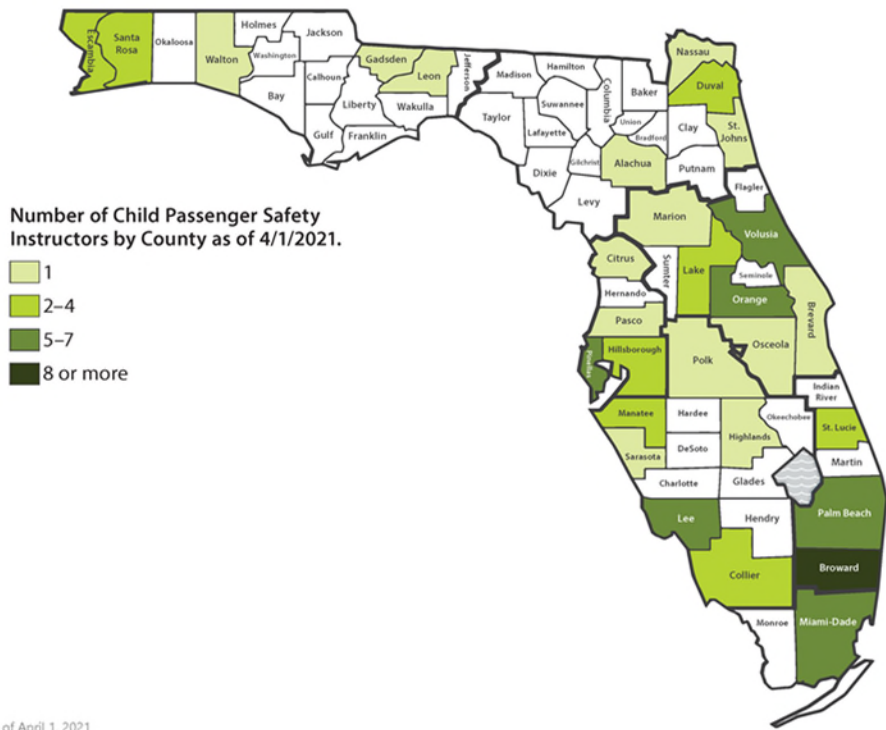 Escambia
Santa
Rosa
Okaloosa
Walton
Holmes
Washington
Jackson
Bay
Calhoun
Gulf
Liberty
Franklin
Gadsden
Leon
Wakulla
Jefferson
Madison
Taylor
Hamilton
Suwannee
Lafayette
Dixie
Columbia
Gilchrist
Levy
Baker
Union
Bradford
Alachua
Nassau
Duval
Clay
St.
Johns
Putnam
Flagler
Marion
Volusia
Citrus
Sumter
Lake
Seminole
Hernando
Orange
Brevard
Pasco
Pinellas
Hillsborough
Polk
Osceola
Indian
River
Manatee
Hardee
Okeechobee
St. Lucie
Highlands
Sarasota
DeSoto
Martin
Charlotte
Glades
Lee
Hendry
Palm Beach
Collier
Broward
Monroe
Miami-Dade
Number of Child Passenger Safety
Instructors by County as of 4/1/2021.
1
2–4
5–7
8 or more
of April 1, 2021